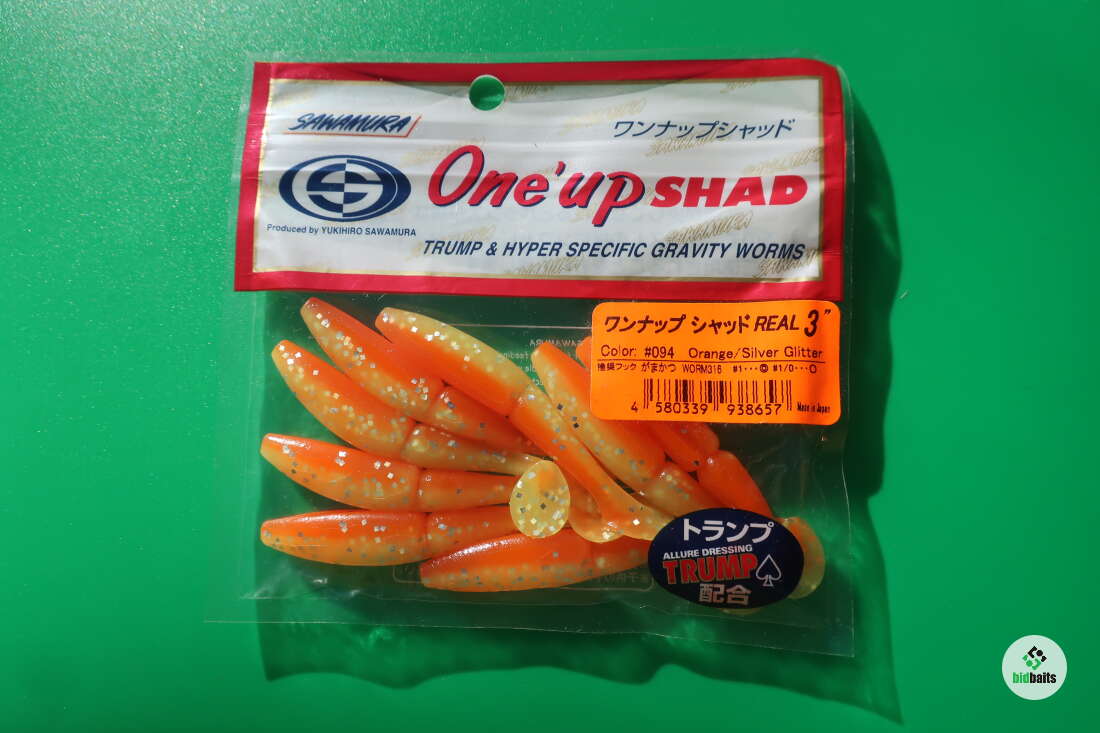 SAWAMURA
ワンナップシャッド
One'up SHAD
Produced by YUKIHIRO SAWAMURA
TRUMP & HYPER SPECIFIC GRAVITY WORMS
ワンナップ シャッド REAL 3"
Color: #094 Orange/Silver Glitter
推奨フック がまかつ WORM316 #1・・・◎ #1/0・・・○
4 580339 938657
Made in Japan
トランプ
ALLURE DRESSING
TRUMP
配合
bidbaits